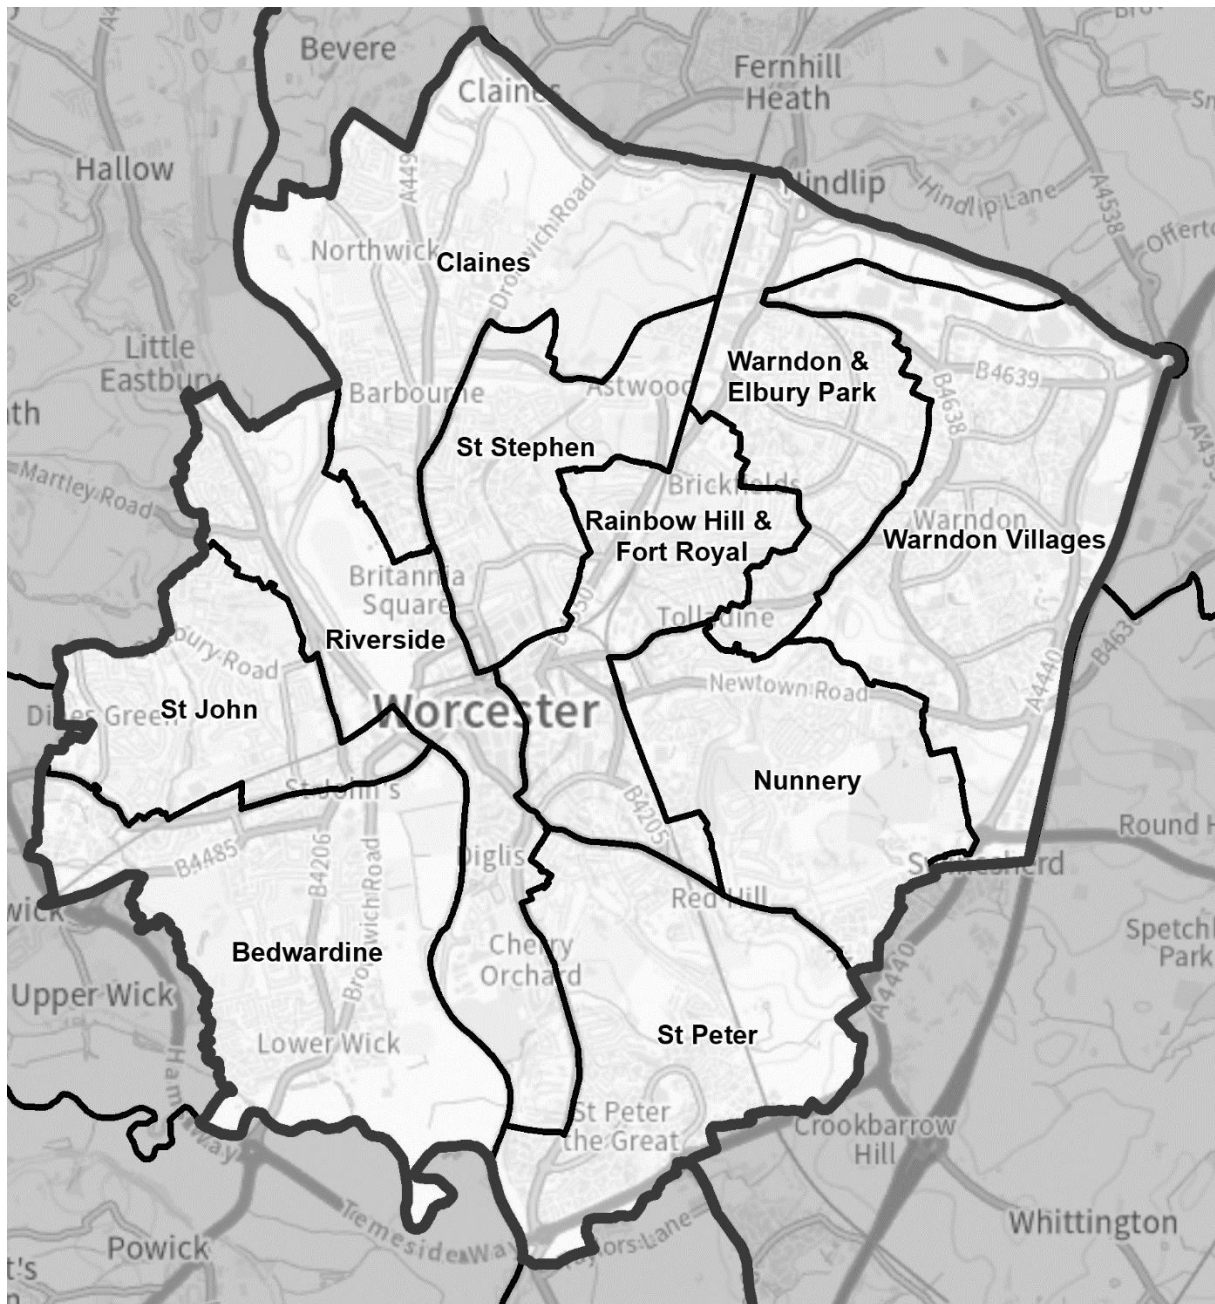 Bevere
Claines
Fernhill
Heath
Hallow
A449
Hindlip
Hindlip Lane
A4538
Droitwich Road
Northwick
Claines
Little
Eastbury
Barbourne
Astwood
Warndon &
Elbury Park
B4639
B4638
St Stephen
Martley Road
Brickfields
Rainbow Hill &
Fort Royal
Warndon
Warndon Villages
Britannia
Square
Tolladine
Riverside
B463
A4440
St John
Worcester
Newtown Road
Nunnery
St John's
B4205
B4485
B4206
Diglis
Round H
Red Hill
Bromwich Road
Bedwardine
Cherry
Orchard
Spetchl
Park
Upper Wick
A4440
St Peter
Lower Wick
St Peter
the Great
Crookbarrow
Hill
Whittington
Powick
Temeside Way
Taylors Lane